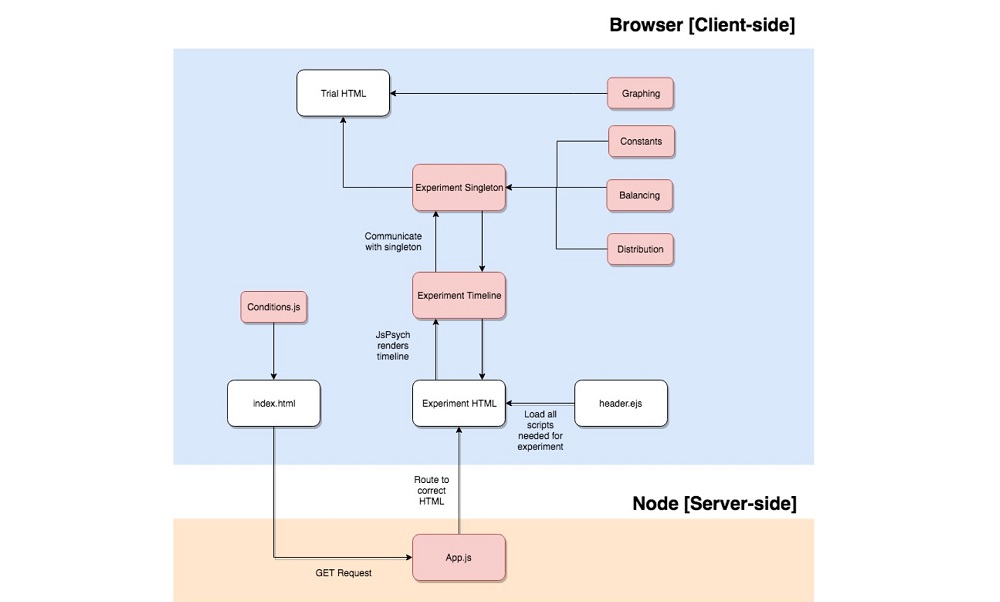 Browser [Client-side]
Trial HTML
Graphing
Constants
Experiment Singleton
Balancing
Communicate
with singleton
Distribution
Experiment Timeline
Conditions.js
JsPsych
renders
timeline
index.html
Experiment HTML
header.ejs
Load all
scripts
needed for
experiment
Route to
correct
HTML
Node [Server-side]
App.js
GET Request